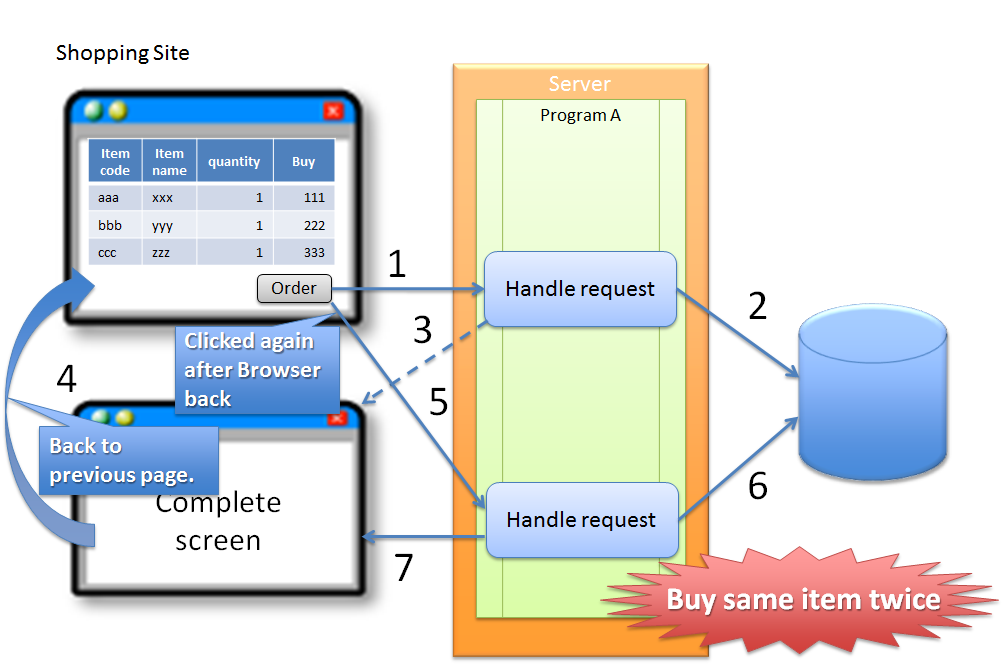 Shopping Site
Server
Program A
Item code
Item name
quantity
Buy
aaa xxx 1 111
bbb yyy 1 222
ccc zzz 1 333
Order
1
Handle request
2
3
Clicked again
after Browser
back
4
5
Back to
previous page.
Complete
screen
Handle request
6
7
Buy same item twice